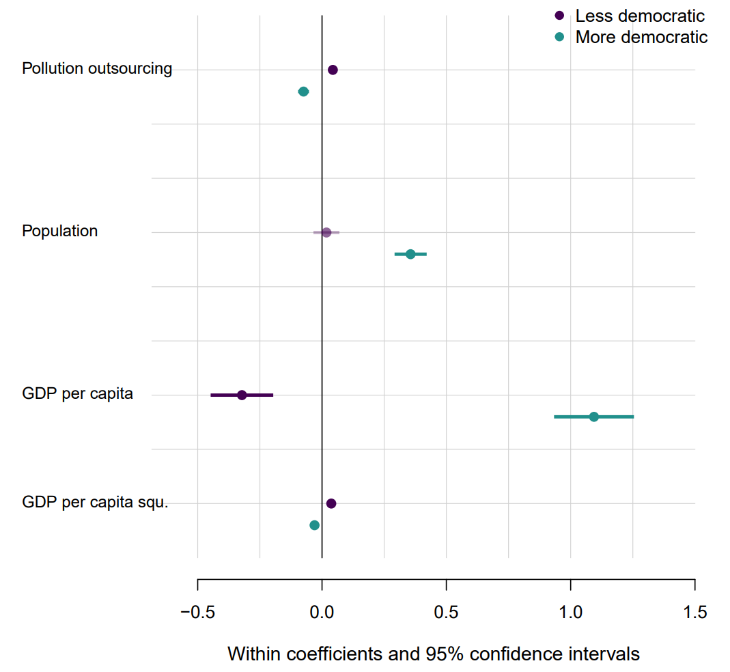 Less democratic
More democratic
Pollution outsourcing
Population
GDP per capita
GDP per capita squ.
−0.5 0.0 0.5 1.0 1.5
Within coefficients and 95% confidence intervals